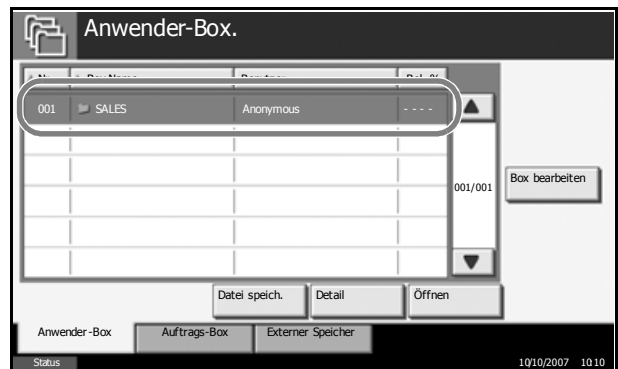 Anwender-Box.
001 SALES Anonymous - - - -
001/001
Box bearbeiten
Datei speich. Detail Öffnen
Anwender-Box Auftrags-Box Externer Speicher
Status 10/10/2007 10:10